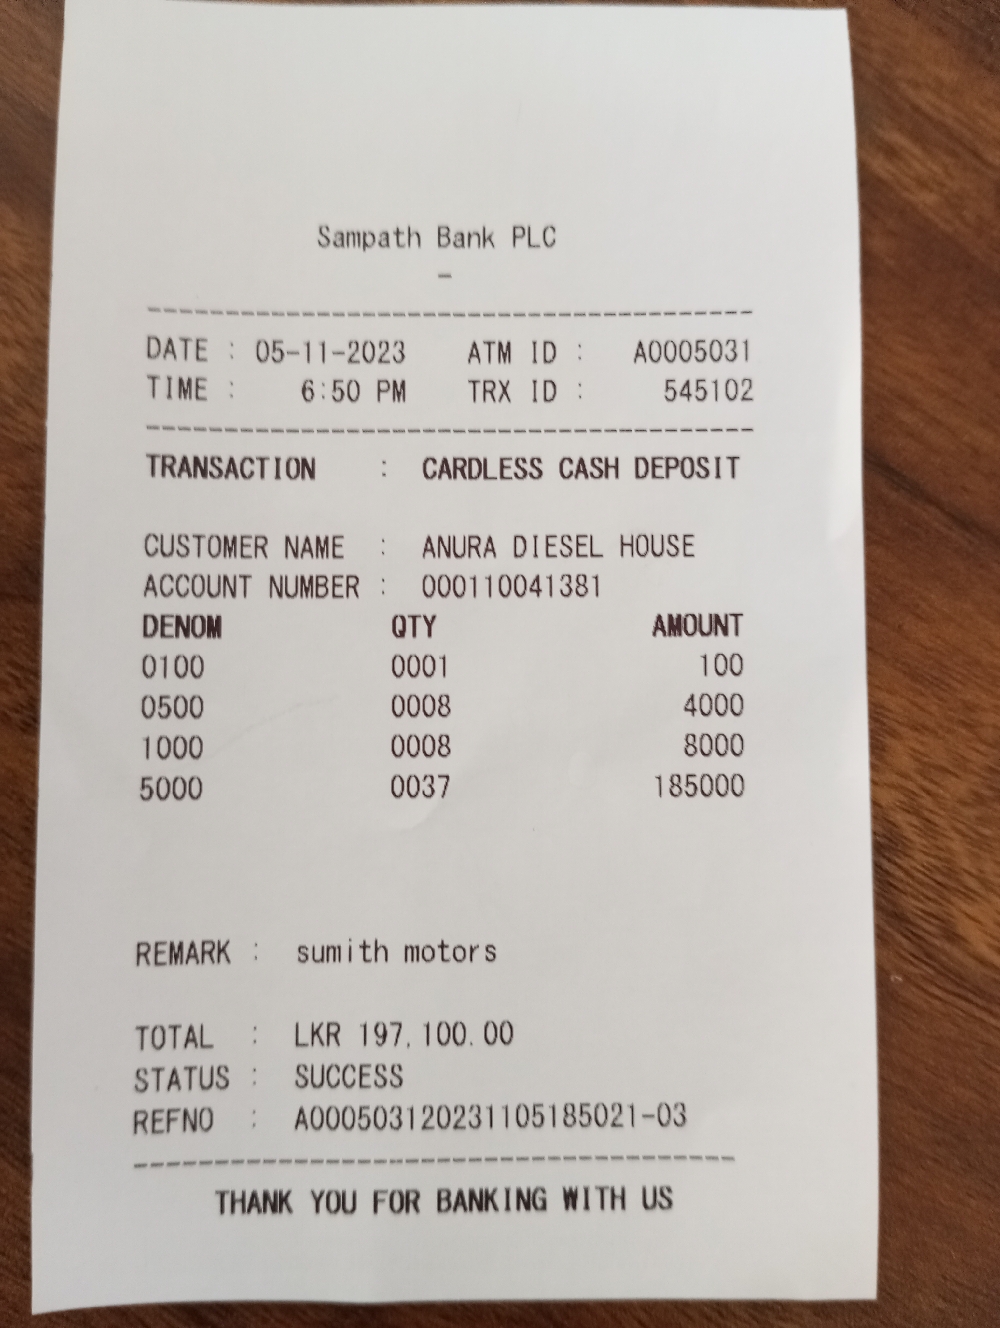 Sampath Bank PLC
-
DATE : 05-11-2023 ATM ID : A0005031
TIME : 6:50 PM TRX ID : 545102
TRANSACTION : CARDLESS CASH DEPOSIT
CUSTOMER NAME : ANURA DIESEL HOUSE
ACCOUNT NUMBER : 000110041381
DENOM QTY AMOUNT
0100 0001 100
0500 0008 4000
1000 0008 8000
5000 0037 185000
REMARK : sumith motors
TOTAL : LKR 197,100.00
STATUS : SUCCESS
REFNO : A000503120231105185021-03
THANK YOU FOR BANKING WITH US